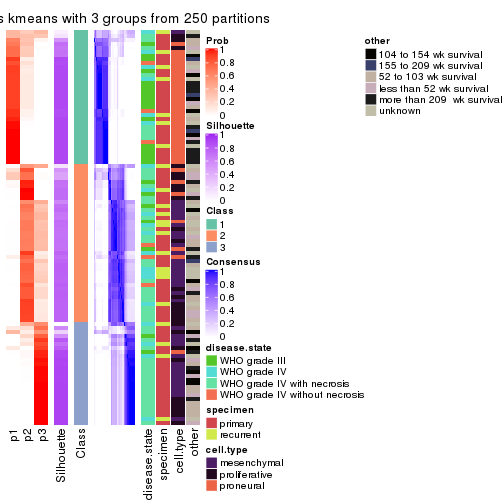 s kmeans with 3 groups from 250 partitions
Prob
1
0.8
0.6
0.4
0.2
0
Silhouette
1
0.8
0.6
0.4
0.2
0
Class
1
2
3
Consensus
1
0.8
0.6
0.4
0.2
0
disease.state
WHO grade III
WHO grade IV
WHO grade IV with necrosis
WHO grade IV without necrosis
specimen
primary
recurrent
cell.type
mesenchymal
proliferative
proneural
other
104 to 154 wk survival
155 to 209 wk survival
52 to 103 wk survival
less than 52 wk survival
more than 209 wk survival
unknown
p1
p2
p3
Silhouette
Class
disease.state
specimen
cell.type
other